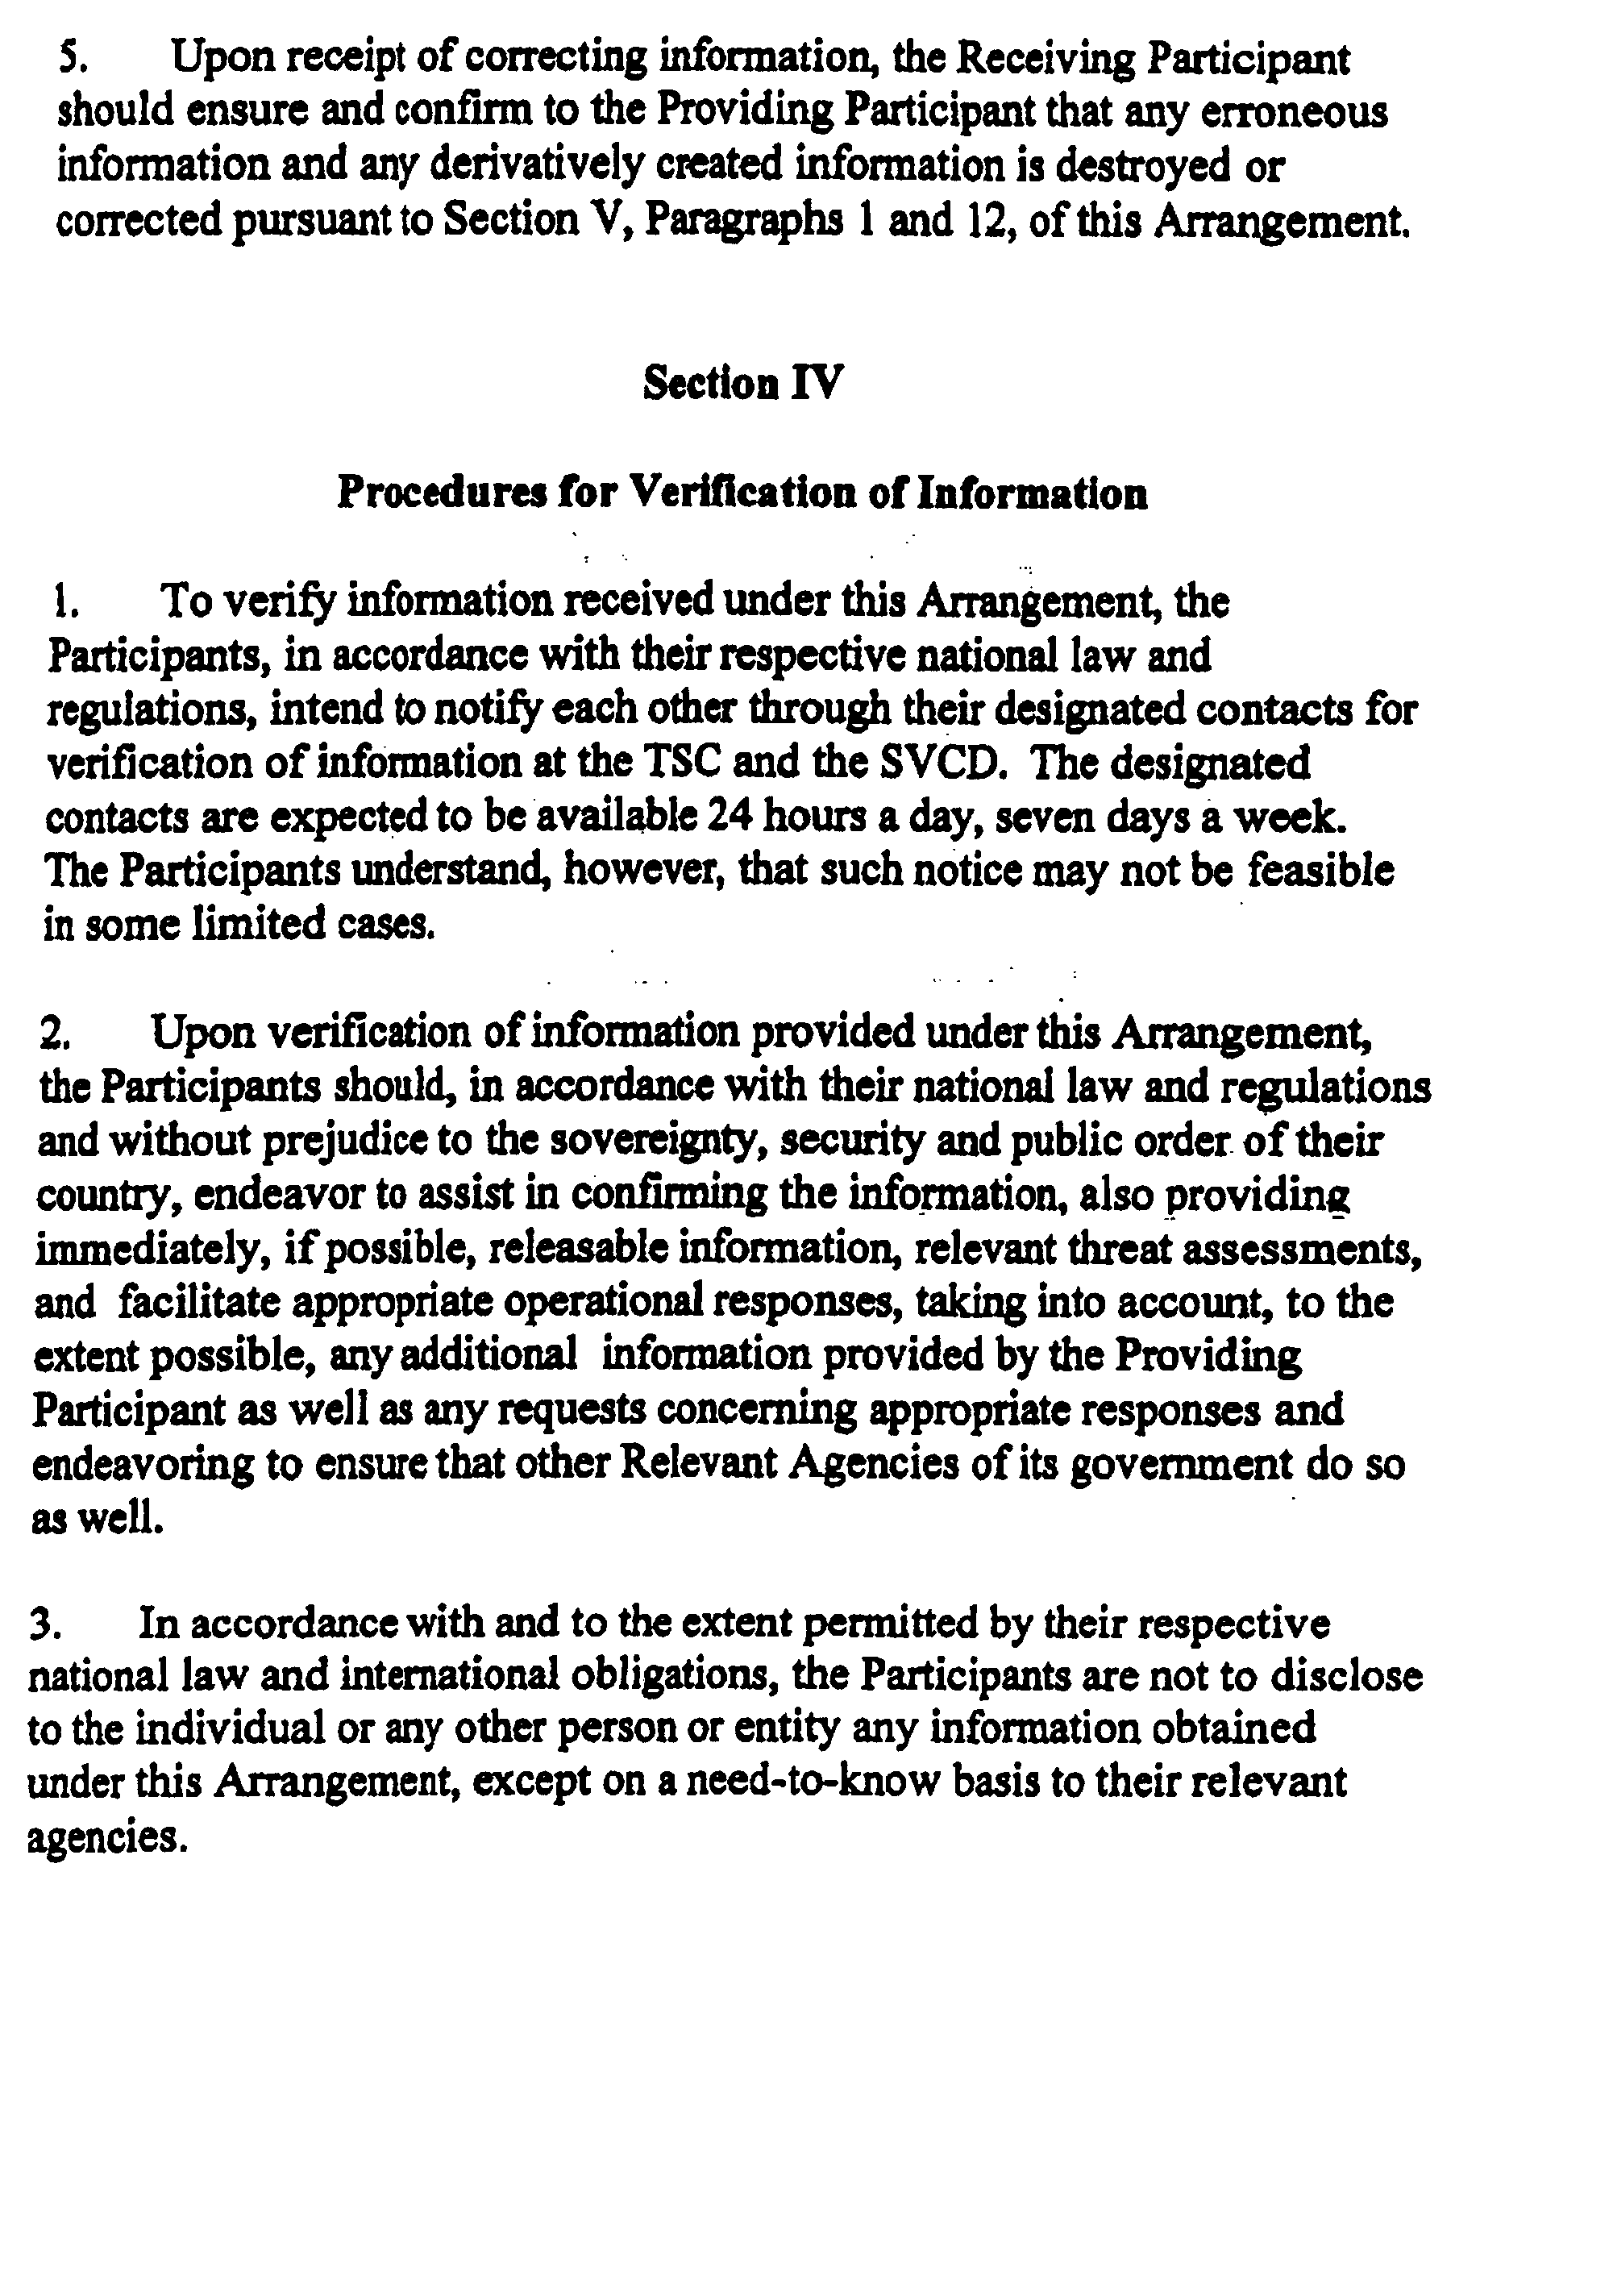 5. Upon receipt of correcting information, the Receiving Participant
should ensure and confirm to the Providing Participant that any erroneous
information and any derivatively created information is destroyed or
corrected pursuant to Section V, Paragraphs 1 and 12, of this Arrangement.
Section IV
Procedures for Verification of Information
1. To verify information received under this Arrangement, the
Participants, in accordance with their respective national law and
regulations, intend to notify each other through their designated contacts for
verification of information at the TSC and the SVCD. The designated
contacts are expected to be available 24 hours a day, seven days a week.
The Participants understand, however, that such notice may not be feasible
in some limited cases.
2. Upon verification of information provided under this Arrangement,
the Participants should, in accordance with their national law and regulations
and without prejudice to the sovereignty, security and public order of their
country, endeavor to assist in confirming the information, also providing
immediately, if possible, releasable information, relevant threat assessments,
and facilitate appropriate operational responses, taking into account, to the
extent possible, any additional information provided by the Providing
Participant as well as any requests concerning appropriate responses and
endeavoring to ensure that other Relevant Agencies of its government do so
as well.
3. In accordance with and to the extent permitted by their respective
national law and international obligations, the Participants are not to disclose
to the individual or any other person or entity any information obtained
under this Arrangement, except on a need-to-know basis to their relevant
agencies.